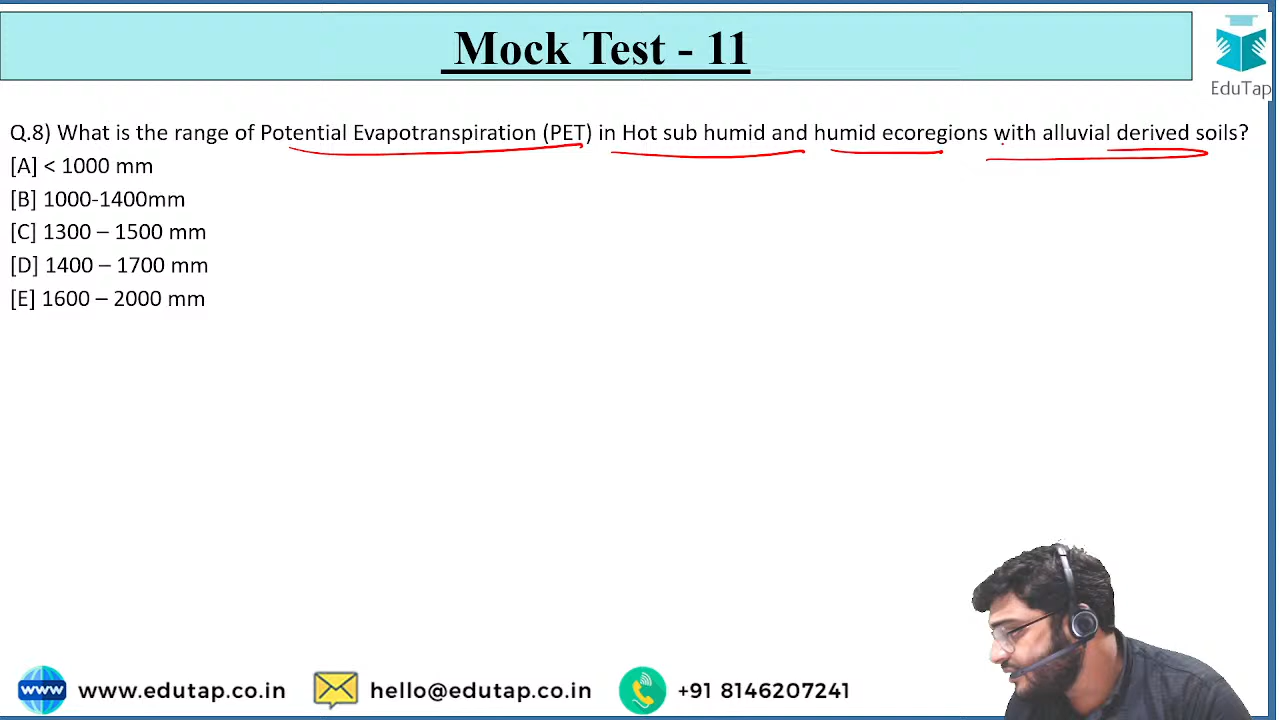 Mock Test - 11
EduTap
Q.8) What is the range of Potential Evapotranspiration (PET) in Hot sub humid and humid ecoregions with alluvial derived soils?
[A] < 1000 mm
[B] 1000-1400mm
[C] 1300 – 1500 mm
[D] 1400 – 1700 mm
[E] 1600 – 2000 mm
www www.edutap.co.in hello@edutap.co.in +91 8146207241